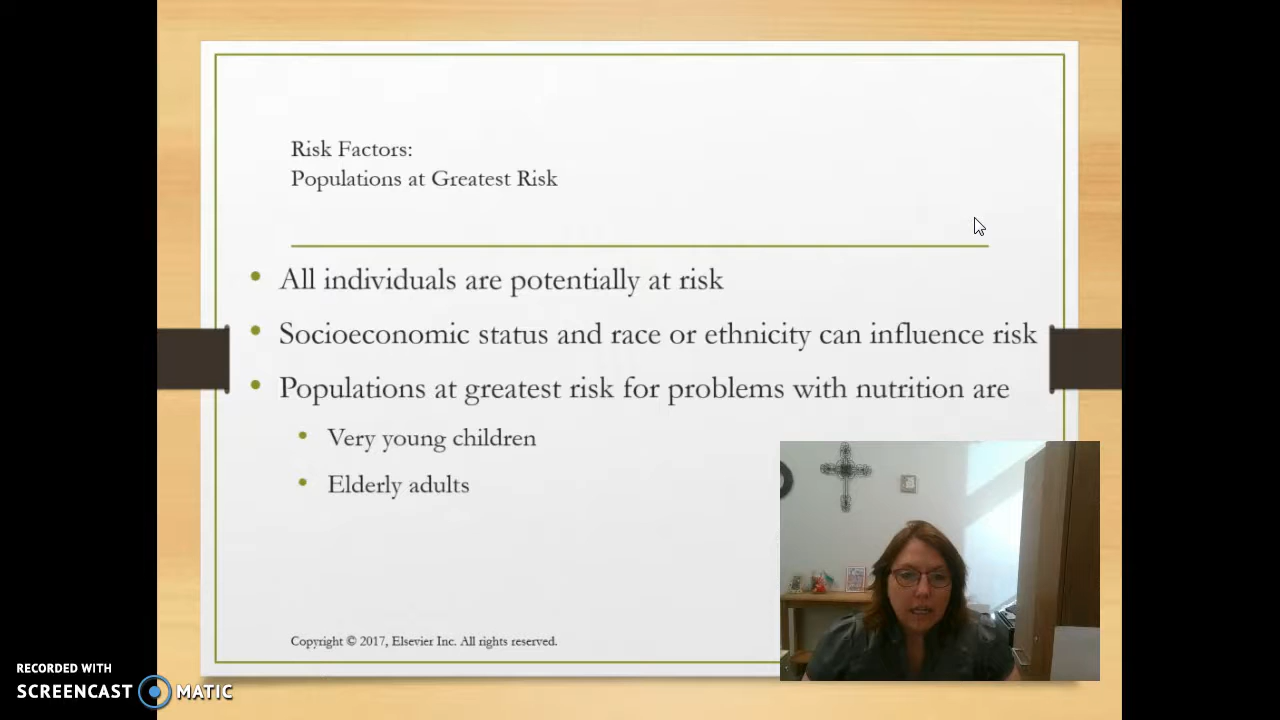 Risk Factors:
Populations at Greatest Risk
All individuals are potentially at risk
Socioeconomic status and race or ethnicity can influence risk
Populations at greatest risk for problems with nutrition are
Very young children
Elderly adults
Copyright © 2017, Elsevier Inc. All rights reserved.
RECORDED WITH
SCREENCAST MATIC